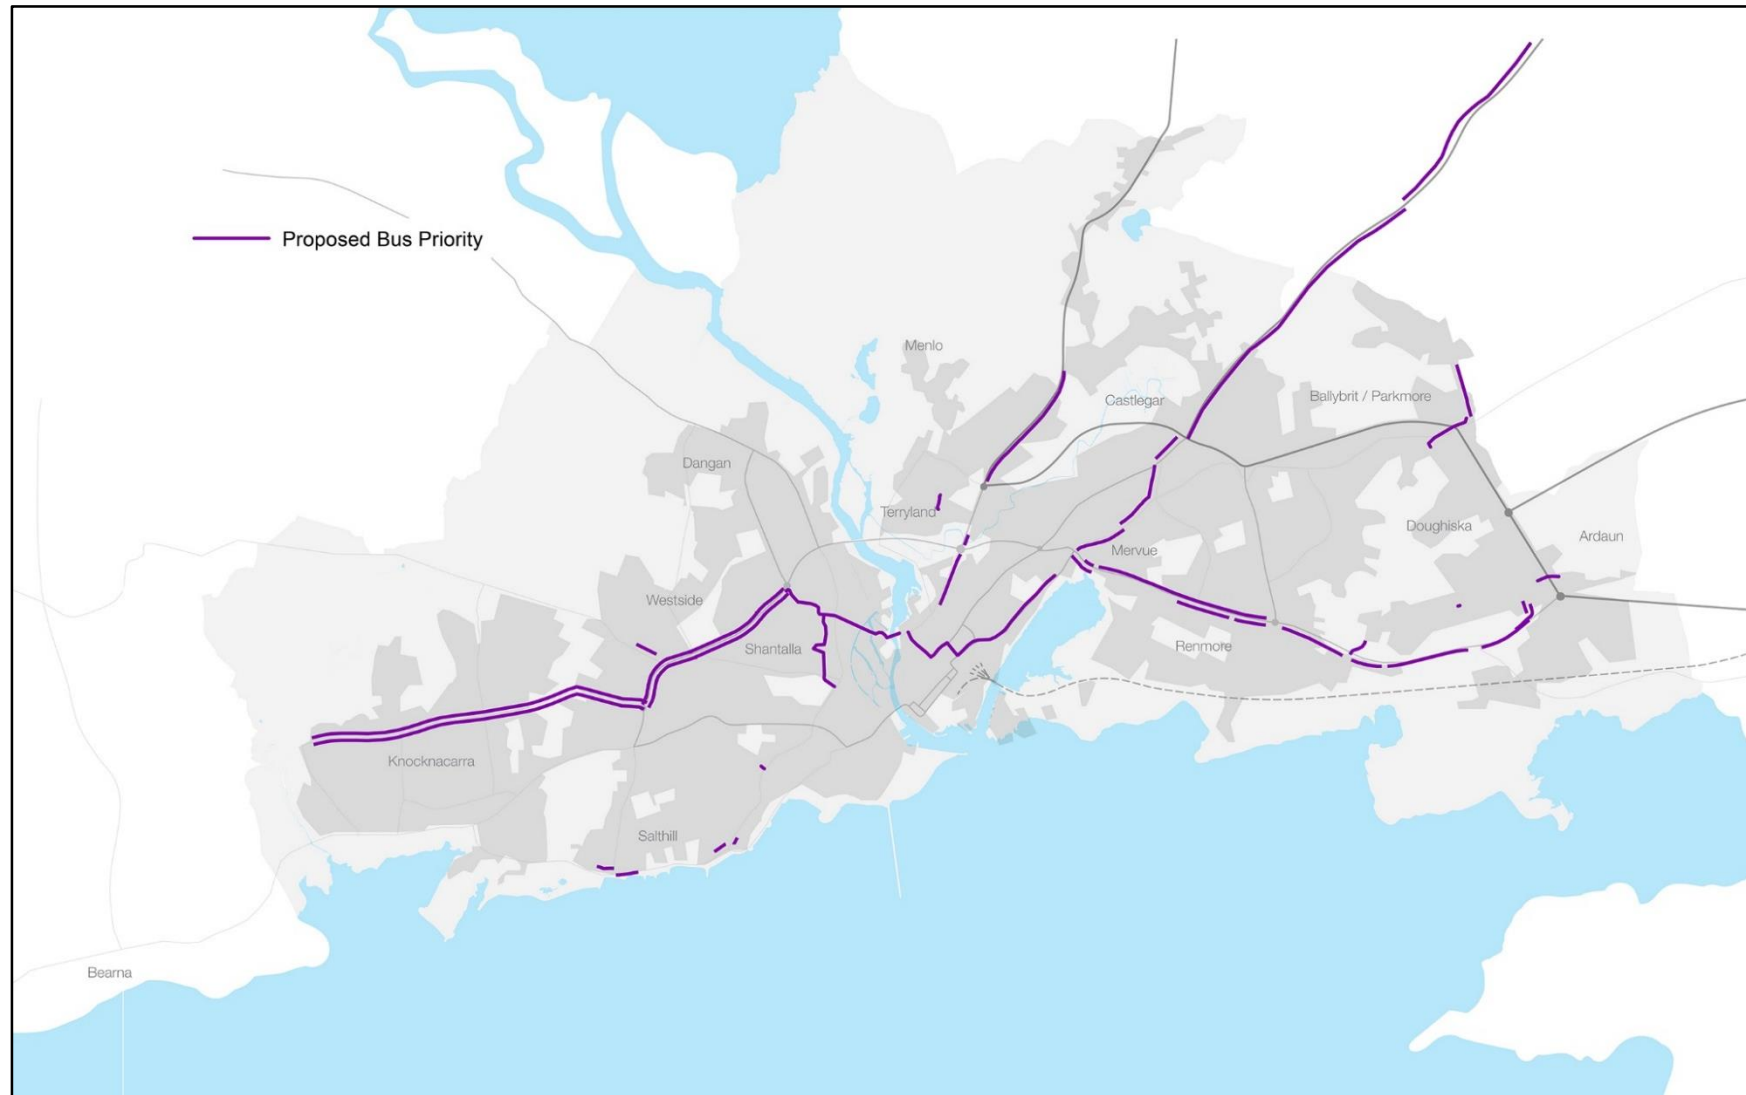 Proposed Bus Priority
Menlo
Castlegar
Ballybrit / Parkmore
Dangan
Terryland
Doughiska
Ardaun
Mervue
Westside
Shantalla
Renmore
Knocknacarra
Salthill
Bearna